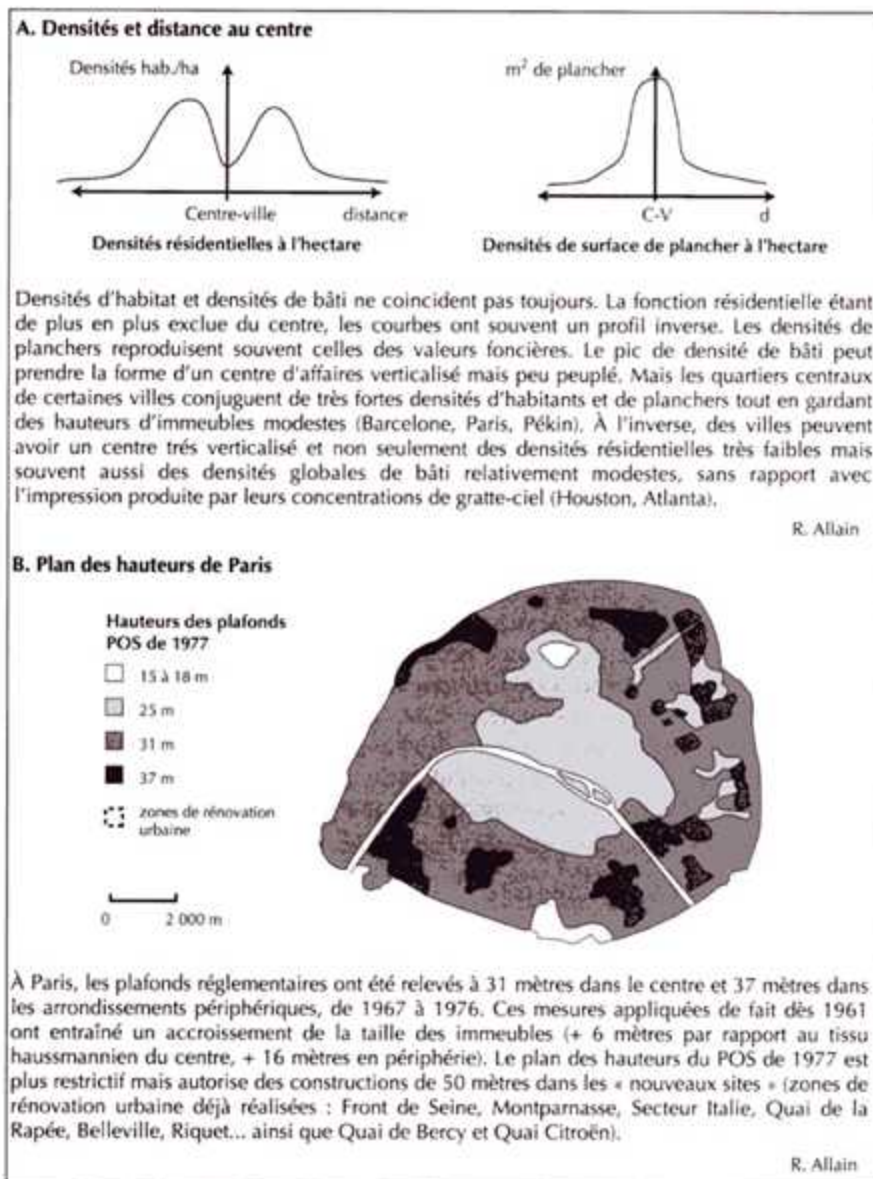 A. Densités et distance au centre
Densités hab./ha
m² de plancher
Centre-ville
distance
C-V
d
Densités résidentielles à l'hectare
Densités de surface de plancher à l'hectare
Densités d'habitat et densités de bâti ne coincident pas toujours. La fonction résidentielle étant
de plus en plus exclue du centre, les courbes ont souvent un profil inverse. Les densités de
planchers reproduisent souvent celles des valeurs foncières. Le pic de densité de bâti peut
prendre la forme d'un centre d'affaires verticalisé mais peu peuplé. Mais les quartiers centraux
de certaines villes conjuguent de très fortes densités d'habitants et de planchers tout en gardant
des hauteurs d'immeubles modestes (Barcelone, Paris, Pékin). À l'inverse, des villes peuvent
avoir un centre trés verticalisé et non seulement des densités résidentielles très faibles mais
souvent aussi des densités globales de bâti relativement modestes, sans rapport avec
l'impression produite par leurs concentrations de gratte-ciel (Houston, Atlanta).
R. Allain
B. Plan des hauteurs de Paris
Hauteurs des plafonds
POS de 1977
15 à 18 m
25 m
31 m
37 m
zones de rénovation
urbaine
0 2 000 m
À Paris, les plafonds réglementaires ont été relevés à 31 mètres dans le centre et 37 mètres dans
les arrondissements périphériques, de 1967 à 1976. Ces mesures appliquées de fait dès 1961
ont entraîné un accroissement de la taille des immeubles (+ 6 mètres par rapport au tissu
haussmannien du centre, + 16 mètres en périphérie). Le plan des hauteurs du POS de 1977 est
plus restrictif mais autorise des constructions de 50 mètres dans les « nouveaux sites » (zones de
rénovation urbaine déjà réalisées : Front de Seine, Montparnasse, Secteur Italie, Quai de la
Rapée, Belleville, Riquet... ainsi que Quai de Bercy et Quai Citroën).
R. Allain